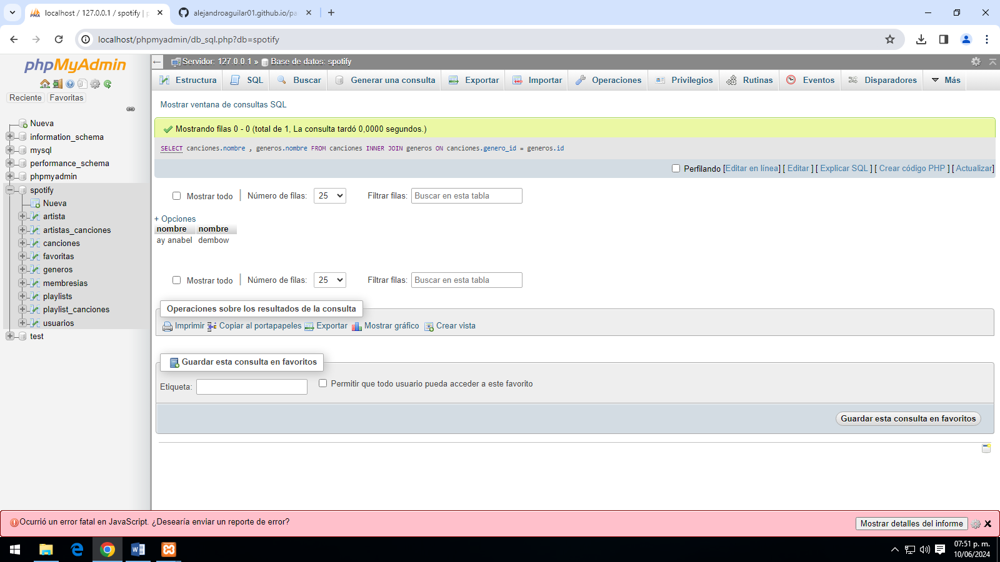 localhost / 127.0.0.1 / spotify | p
alejandroaguilar01.github.io/pa
localhost/phpmyadmin/db_sql.php?db=spotify
phpMyAdmin
Reciente Favoritas
Nueva
information_schema
mysql
performance_schema
phpmyadmin
spotify
Nueva
artista
artistas_canciones
canciones
favoritas
generos
membresias
playlists
playlist_canciones
usuarios
test
Servidor: 127.0.0.1 » Base de datos: spotify
Estructura SQL Buscar Generar una consulta Exportar Importar Operaciones Privilegios Rutinas Eventos Disparadores Más
Mostrar ventana de consultas SQL
Mostrando filas 0 - 0 (total de 1, La consulta tardó 0,0000 segundos.)
SELECT canciones.nombre , generos.nombre FROM canciones INNER JOIN generos ON canciones.genero_id = generos.id
Perfilando [Editar en línea] [ Editar ] [ Explicar SQL ] [ Crear código PHP ] [ Actualizar]
Mostrar todo | Número de filas: 25 Filtrar filas: Buscar en esta tabla
+ Opciones
nombre nombre
ay anabel dembow
Mostrar todo | Número de filas: 25 Filtrar filas: Buscar en esta tabla
Operaciones sobre los resultados de la consulta
Imprimir Copiar al portapapeles Exportar Mostrar gráfico Crear vista
Guardar esta consulta en favoritos
Etiqueta: Permitir que todo usuario pueda acceder a este favorito
Guardar esta consulta en favoritos
Ocurrió un error fatal en JavaScript. ¿Desearía enviar un reporte de error?
Mostrar detalles del informe
07:51 p. m.
10/06/2024